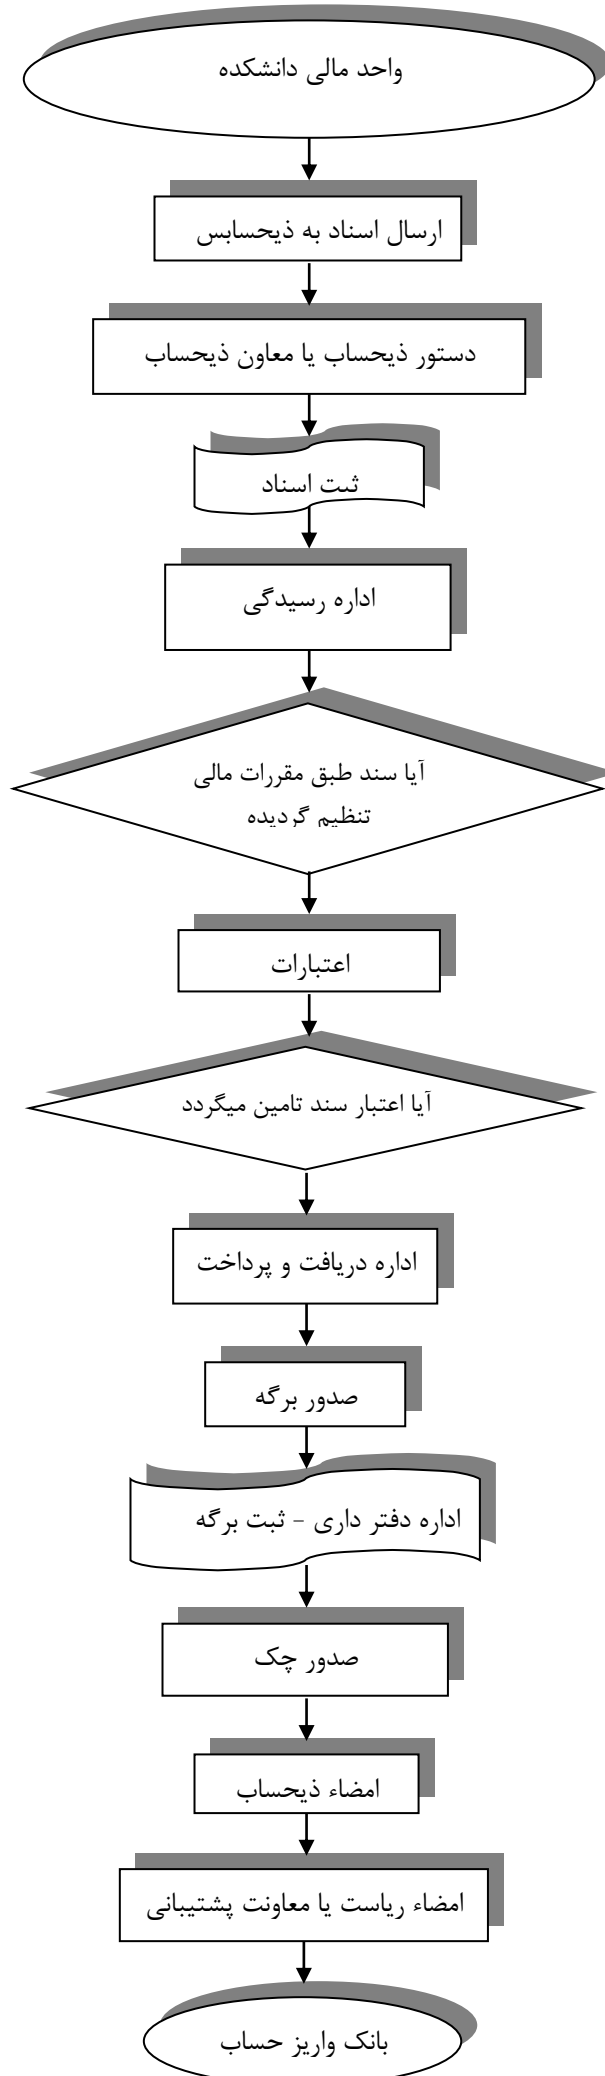 واحد مالی دانشکده
ارسال اسناد به ذیحسابس
دستور ذیحساب یا معاون ذیحساب
ثبت اسناد
اداره رسیدگی
آیا سند طبق مقررات مالی
تنظیم گردیده
اعتبارات
آیا اعتبار سند تامین میگردد
اداره دریافت و پرداخت
صدور برگه
اداره دفتر داری - ثبت برگه
صدور چک
امضاء ذیحساب
امضاء ریاست یا معاونت پشتیبانی
بانک واریز حساب